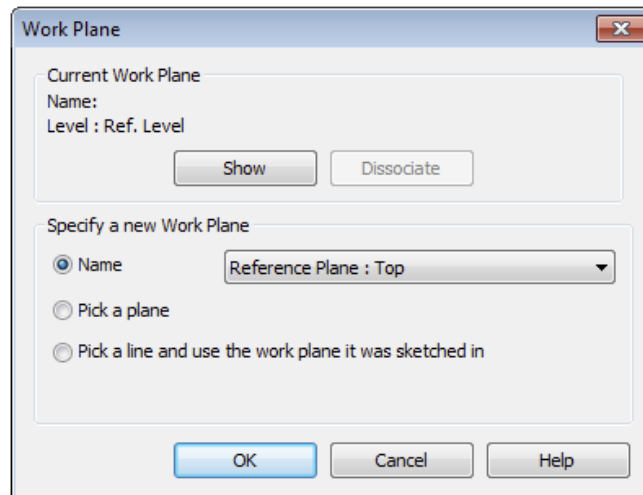 Work Plane
Current Work Plane
Name:
Level : Ref. Level
Show Dissociate
Specify a new Work Plane
Name Reference Plane : Top
Pick a plane
Pick a line and use the work plane it was sketched in
OK Cancel Help